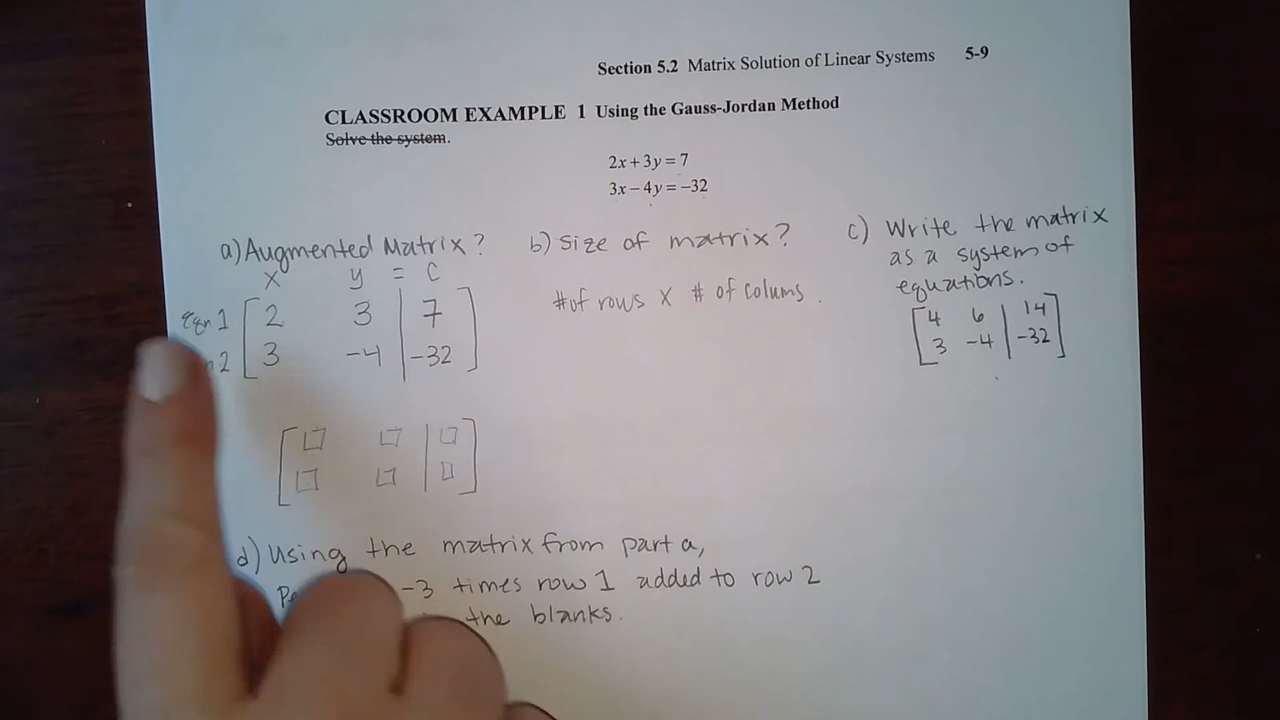 Section 5.2 Matrix Solution of Linear Systems 5-9
CLASSROOM EXAMPLE 1 Using the Gauss-Jordan Method
Solve the system.
2x + 3y = 7
3x – 4y = –32
a) Augmented Matrix?
x y = C
eqn 1 [ 2 3 | 7 ]
2 [ 3 -4 | -32 ]
b) size of matrix?
# of rows x # of colums.
c) Write the matrix
as a system of
equations.
[ 4 6 | 14 ]
[ 3 -4 | -32 ]
d) Using the matrix from part a,
-3 times row 1 added to row 2
the blanks.